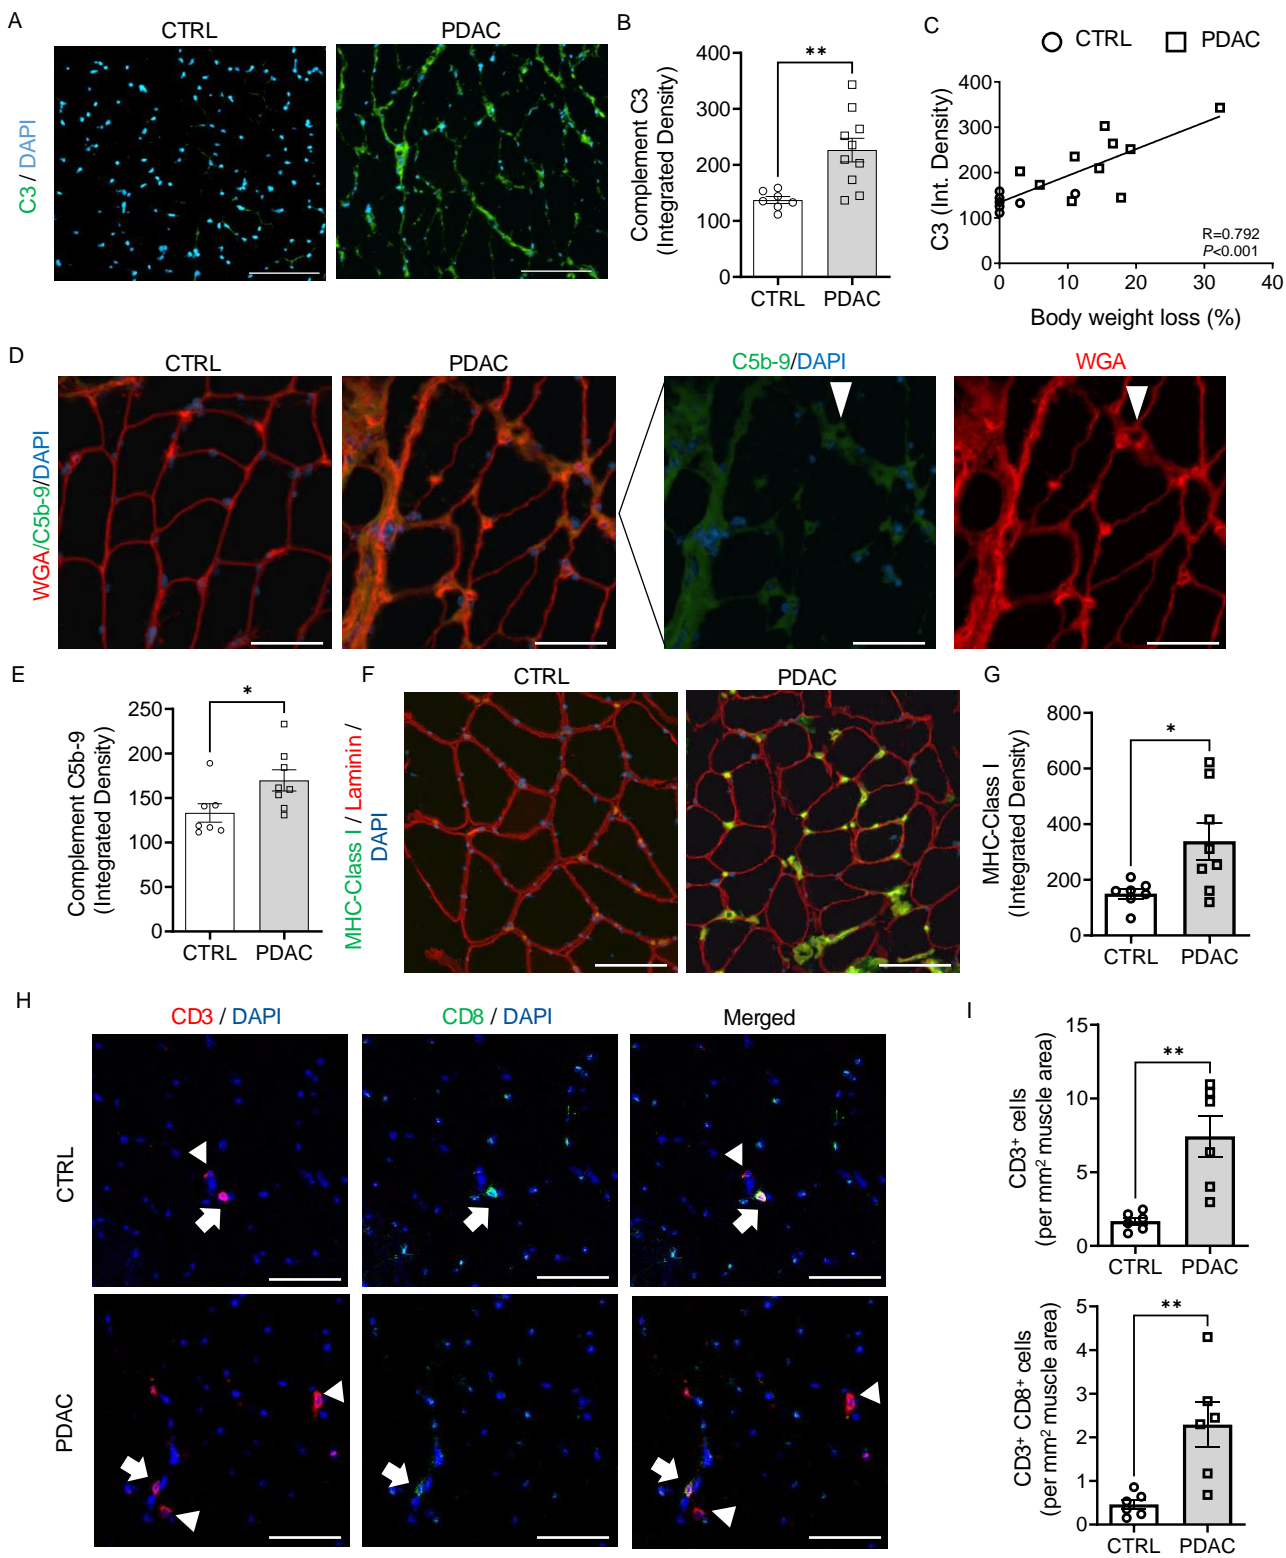 A
CTRL
PDAC
C3 / DAPI
B
**
Complement C3
(Integrated Density)
400
300
200
100
0
CTRL
PDAC
C
CTRL
PDAC
C3 (Int. Density)
400
300
200
100
0
0
10
20
30
40
R=0.792
P<0.001
Body weight loss (%)
D
CTRL
PDAC
C5b-9/DAPI
WGA
WGA/C5b-9/DAPI
E
*
Complement C5b-9
(Integrated Density)
250
200
150
100
50
0
CTRL
PDAC
F
CTRL
PDAC
MHC-Class I / Laminin /
DAPI
G
*
MHC-Class I
(Integrated Density)
800
600
400
200
0
CTRL
PDAC
H
CD3 / DAPI
CD8 / DAPI
Merged
CTRL
PDAC
I
**
CD3⁺ cells
(per mm² muscle area)
15
10
5
0
CTRL
PDAC
**
CD3⁺ CD8⁺ cells
(per mm² muscle area)
5
4
3
2
1
0
CTRL
PDAC